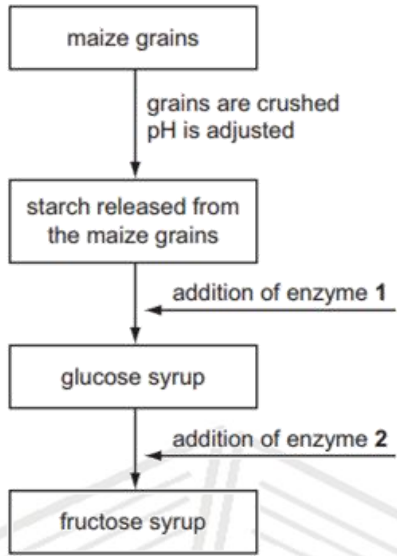 maize grains
grains are crushed
pH is adjusted
starch released from
the maize grains
addition of enzyme 1
glucose syrup
addition of enzyme 2
fructose syrup